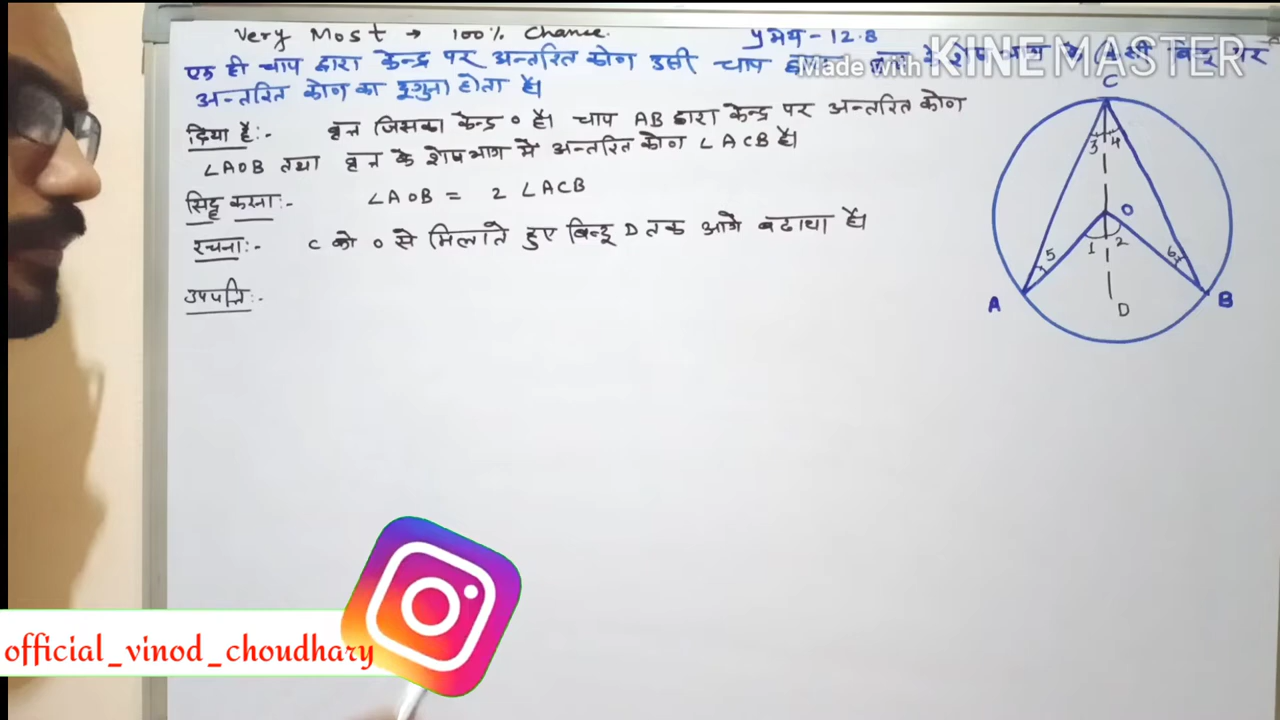 Very Most → 100% Chance.
प्रमेय - 12.8
Made with KINEMASTER
एक ही चाप द्वारा केन्द्र पर अन्तरित कोण उसी चाप द्वारा के शेष भाग के किसी बिन्दू पर
अन्तरित कोण का दुगुना होता है।
दिया है:- वृत्त जिसका केन्द्र O है। चाप AB द्वारा केन्द्र पर अन्तरित कोण
∠AOB तथा वृत्त के शेषभाग में अन्तरित कोण ∠ACB है।
सिद्ध करना:- ∠AOB = 2 ∠ACB
रचना:- C को O से मिलाते हुए बिन्दू D तक आगे बढाया है।
उपपत्ति:-
C
3 4
O
5 1 2 6
A D B
official_vinod_choudhary